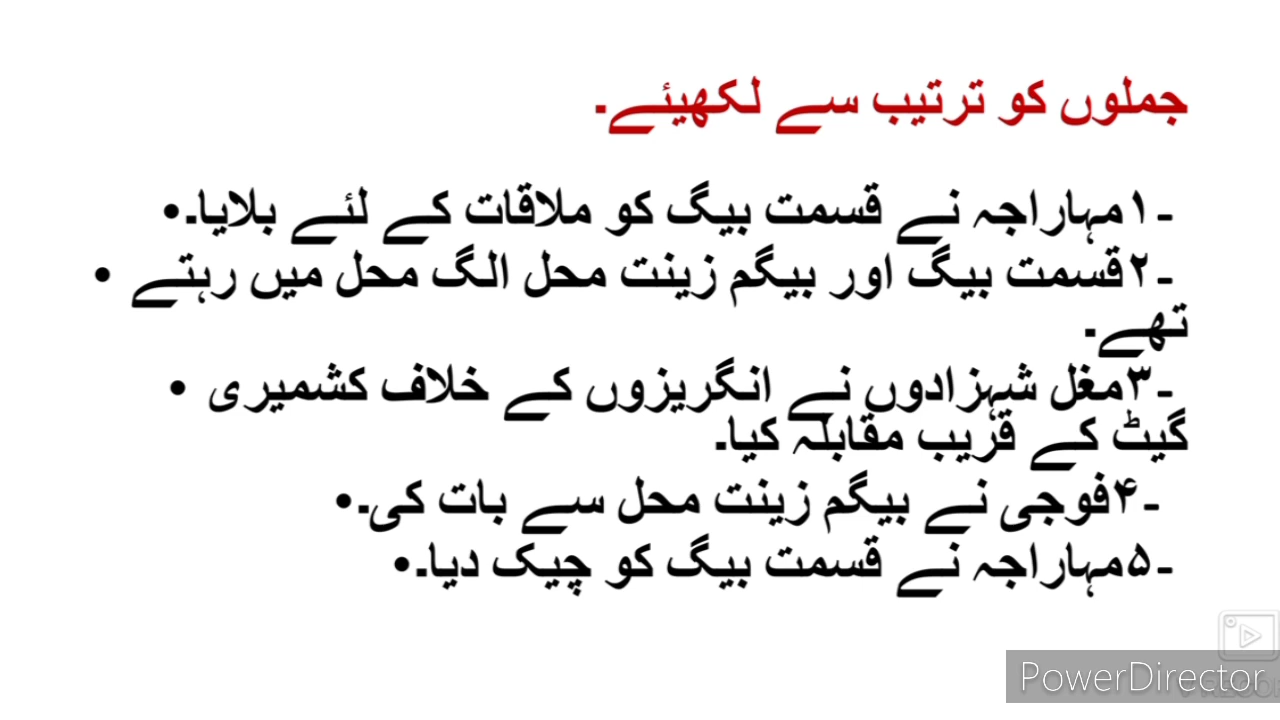 جملوں کو ترتیب سے لکھیئے۔
۔۱مہاراجہ نے قسمت بیگ کو ملاقات کے لئے بلایا۔•
۔۲قسمت بیگ اور بیگم زینت محل الگ محل میں رہتے •
تھے۔
۔۳مغل شہزادوں نے انگریزوں کے خلاف کشمیری •
گیٹ کے قریب مقابلہ کیا۔
۔۴فوجی نے بیگم زینت محل سے بات کی۔•
۔۵مہاراجہ نے قسمت بیگ کو چیک دیا۔•
PowerDirector